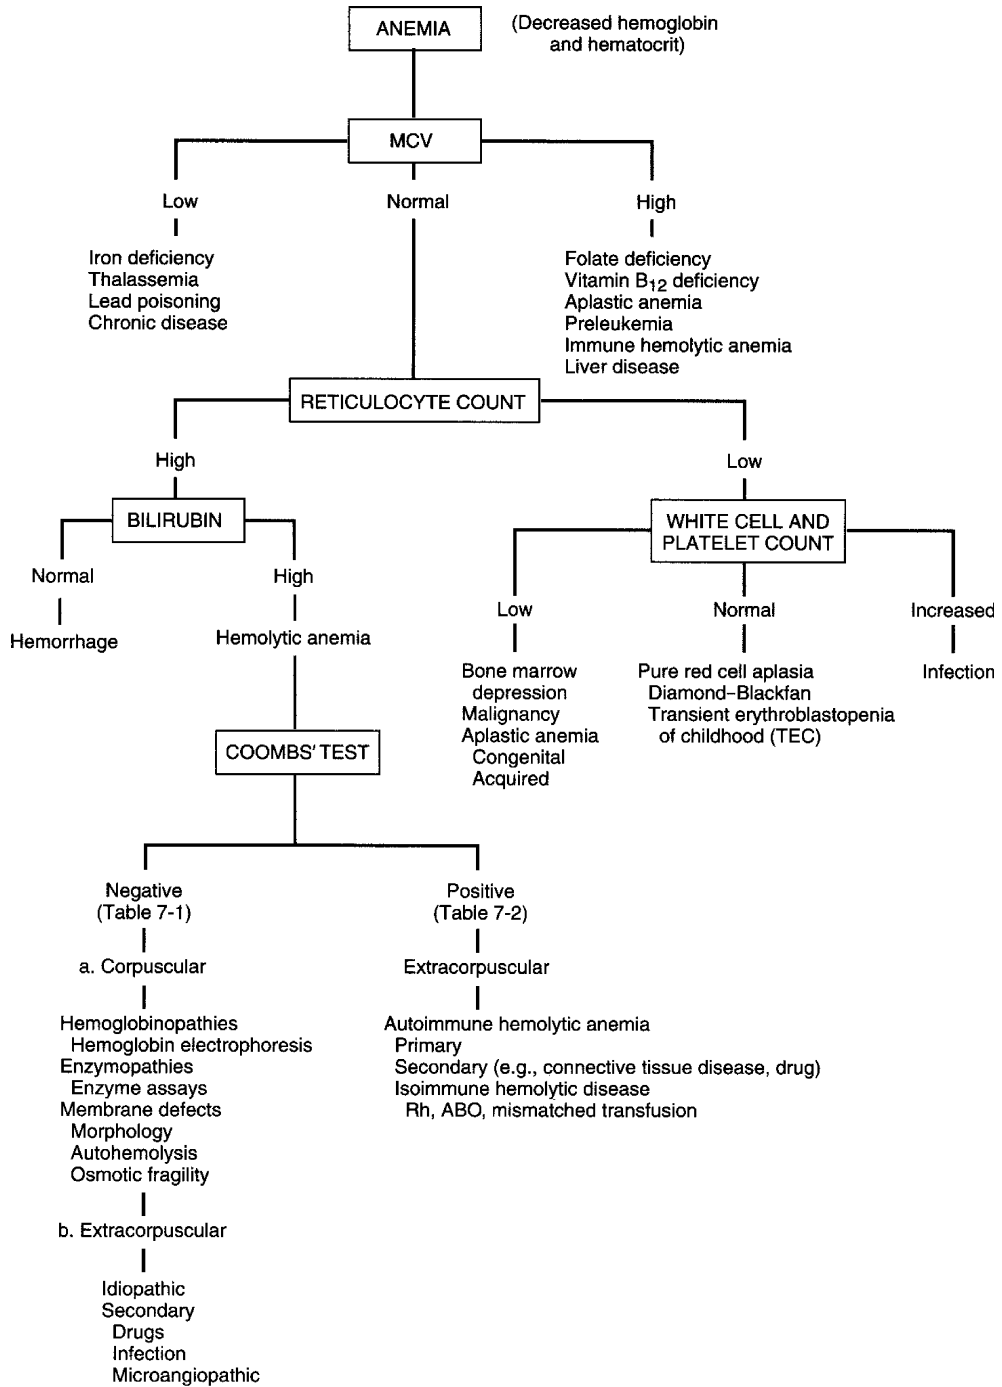 ANEMIA
(Decreased hemoglobin
and hematocrit)
MCV
Low
Normal
High
Iron deficiency
Thalassemia
Lead poisoning
Chronic disease
Folate deficiency
Vitamin B12 deficiency
Aplastic anemia
Preleukemia
Immune hemolytic anemia
Liver disease
RETICULOCYTE COUNT
High
Low
BILIRUBIN
WHITE CELL AND
PLATELET COUNT
Normal
High
Low
Normal
Increased
Hemorrhage
Hemolytic anemia
Bone marrow
depression
Malignancy
Aplastic anemia
Congenital
Acquired
Pure red cell aplasia
Diamond–Blackfan
Transient erythroblastopenia
of childhood (TEC)
Infection
COOMBS' TEST
Negative
(Table 7-1)
Positive
(Table 7-2)
a. Corpuscular
Extracorpuscular
Hemoglobinopathies
Hemoglobin electrophoresis
Enzymopathies
Enzyme assays
Membrane defects
Morphology
Autohemolysis
Osmotic fragility
Autoimmune hemolytic anemia
Primary
Secondary (e.g., connective tissue disease, drug)
Isoimmune hemolytic disease
Rh, ABO, mismatched transfusion
b. Extracorpuscular
Idiopathic
Secondary
Drugs
Infection
Microangiopathic